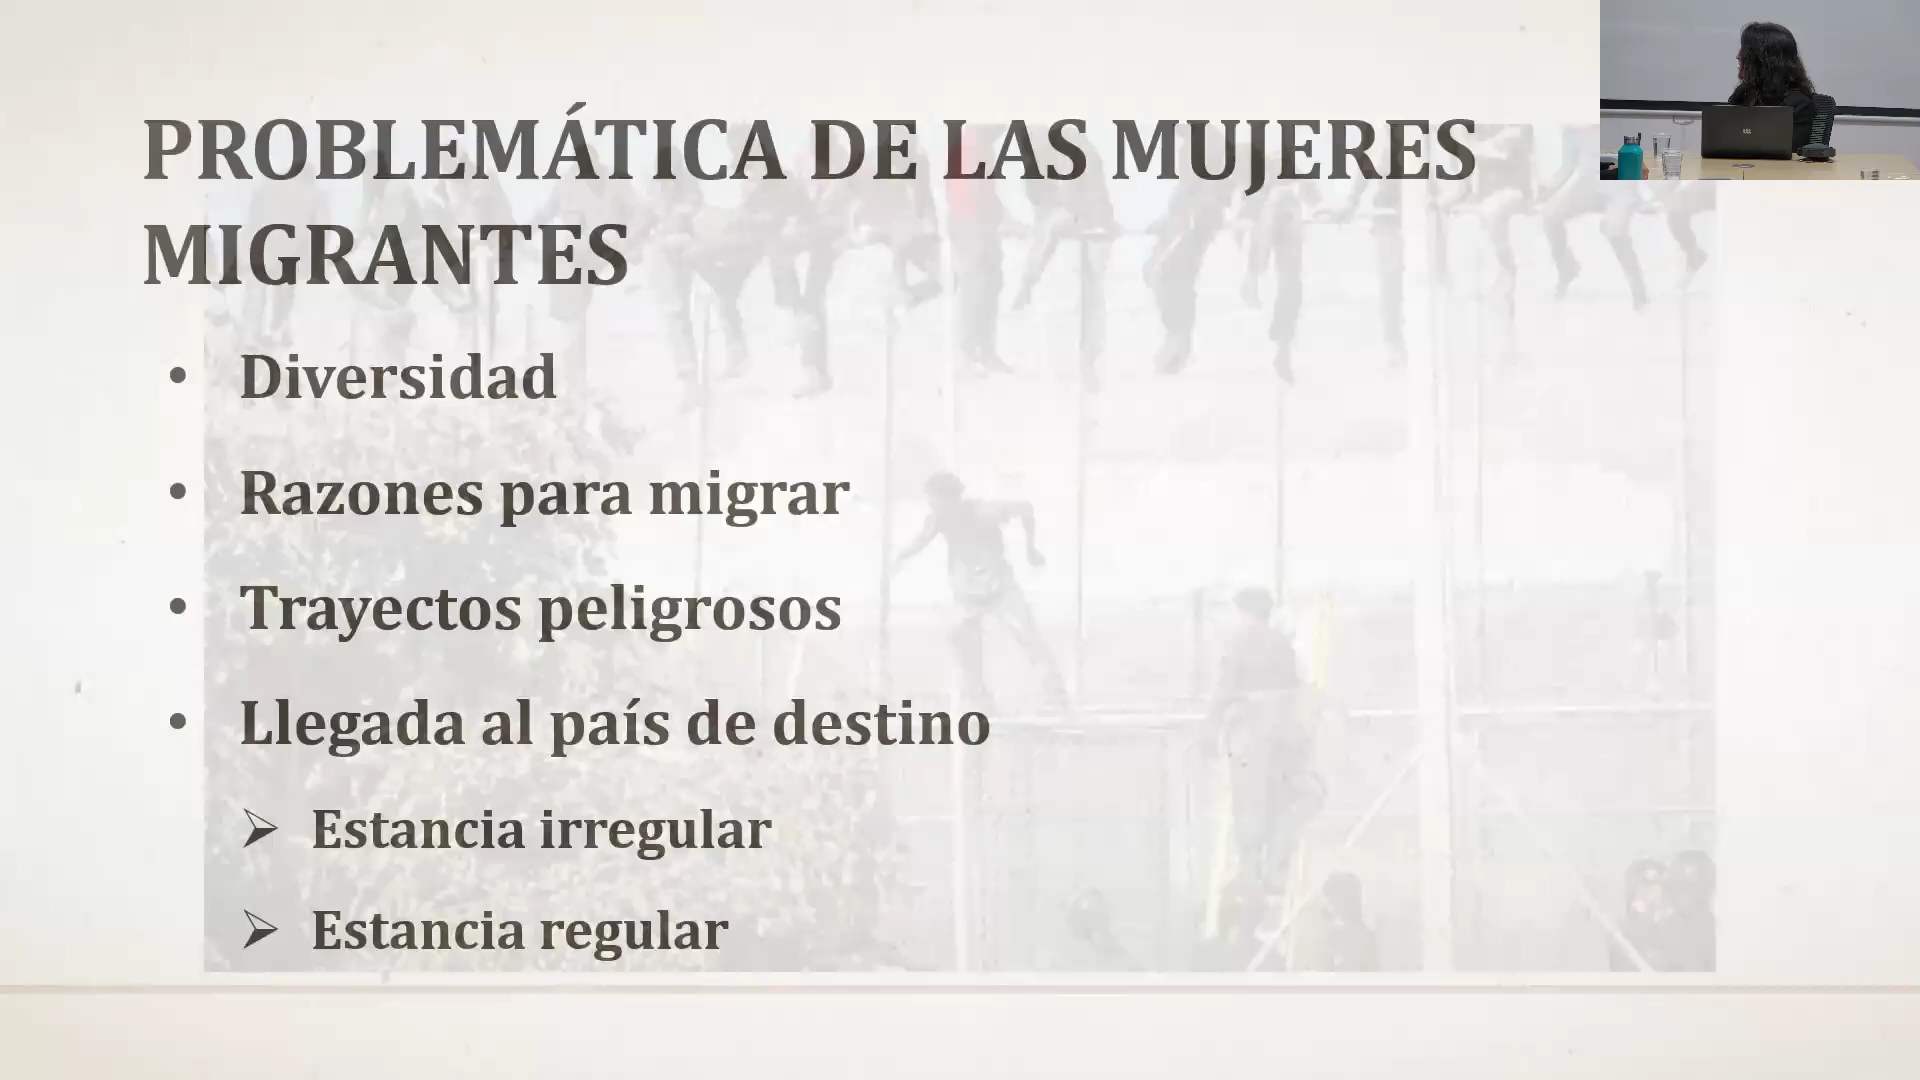 PROBLEMÁTICA DE LAS MUJERES
MIGRANTES
• Diversidad
• Razones para migrar
• Trayectos peligrosos
• Llegada al país de destino
➢ Estancia irregular
➢ Estancia regular